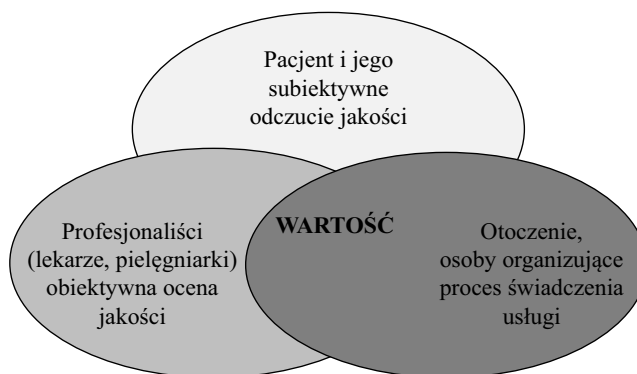 Pacjent i jego
subiektywne
odczucie jakości
WARTOŚĆ
Profesjonaliści
(lekarze, pielęgniarki)
obiektywna ocena
jakości
Otoczenie,
osoby organizujące
proces świadczenia
usługi